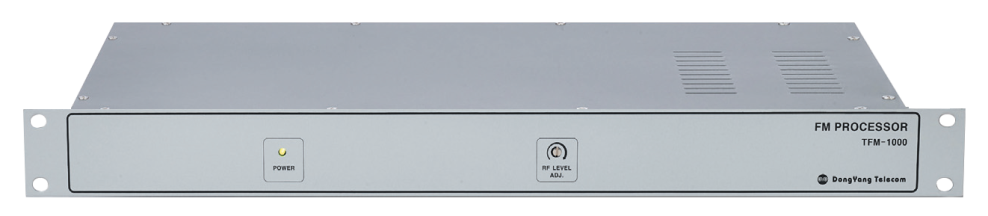 FM PROCESSOR
TFM-1000
POWER
RF LEVEL
ADJ.
DongYang Telecom